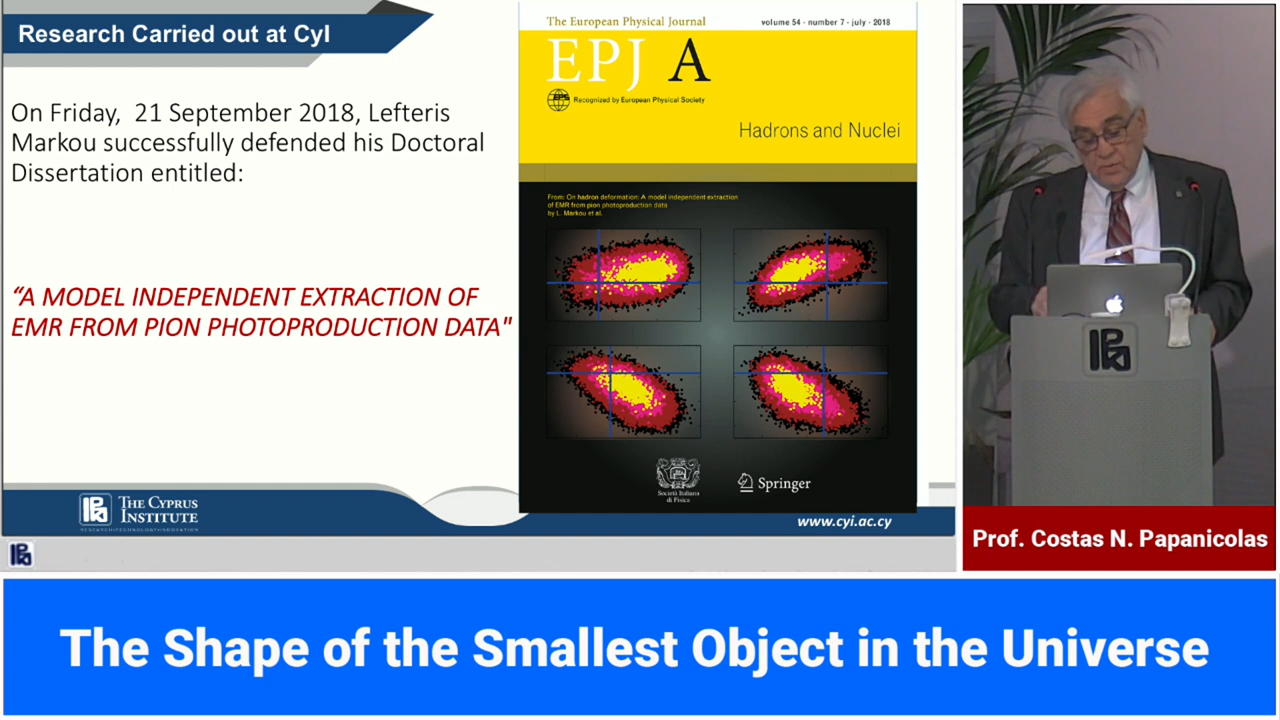 Research Carried out at CyI
On Friday,  21 September 2018, Lefteris
Markou successfully defended his Doctoral
Dissertation entitled:
“A MODEL INDEPENDENT EXTRACTION OF
EMR FROM PION PHOTOPRODUCTION DATA"
The European Physical Journal
volume 54 · number 7 · july · 2018
EPJ A
EPS
Recognized by European Physical Society
Hadrons and Nuclei
From: On hadron deformation: A model independent extraction
of EMR from pion photoproduction data
by L. Markou et al.
Società Italiana
di Fisica
Springer
THE CYPRUS
INSTITUTE
RESEARCH•TECHNOLOGY•INNOVATION
www.cyi.ac.cy
Prof. Costas N. Papanicolas
The Shape of the Smallest Object in the Universe